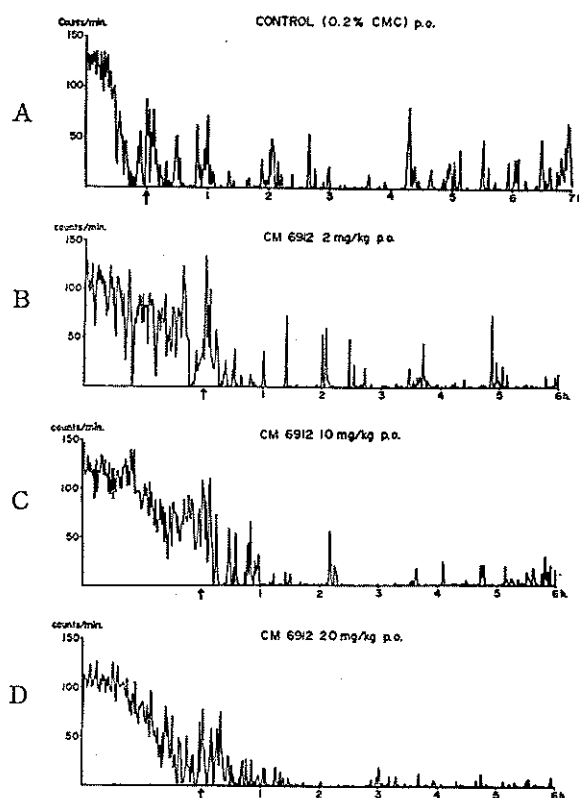 Counts/min.
CONTROL (0.2% CMC) p.o.
150
A
100
50
↑ 1 2 3 4 5 6 7 h
counts/min.
CM 6912 2 mg/kg p.o.
150
B
100
50
↑ 1 2 3 4 5 6 h.
counts/min.
CM 6912 10 mg/kg p.o.
150
C
100
50
↑ 1 2 3 4 5 6 h.
counts/min.
CM 6912 20 mg/kg p.o.
150
D
100
50
↑ 1 2 3 4 5 6 h.